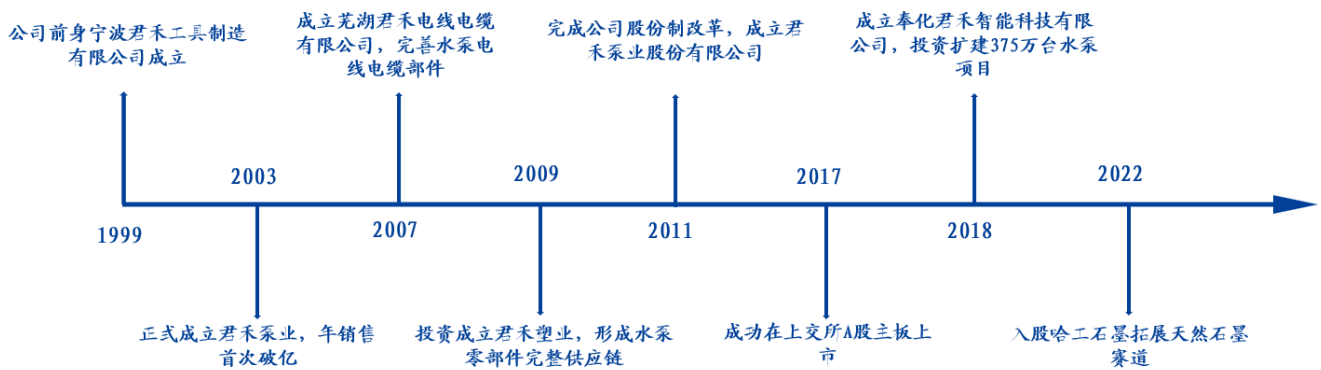 公司前身宁波君禾工具制造
有限公司成立
成立芜湖君禾电线电缆
有限公司，完善水泵电
线电缆部件
完成公司股份制改革，成立君
禾泵业股份有限公司
成立奉化君禾智能科技有限
公司，投资扩建375万台水泵
项目
2003
2009
2017
2022
1999
2007
2011
2018
正式成立君禾泵业，年销售
首次破亿
投资成立君禾塑业，形成水泵
零部件完整供应链
成功在上交所A股主板上
市
入股哈工石墨拓展天然石墨
赛道